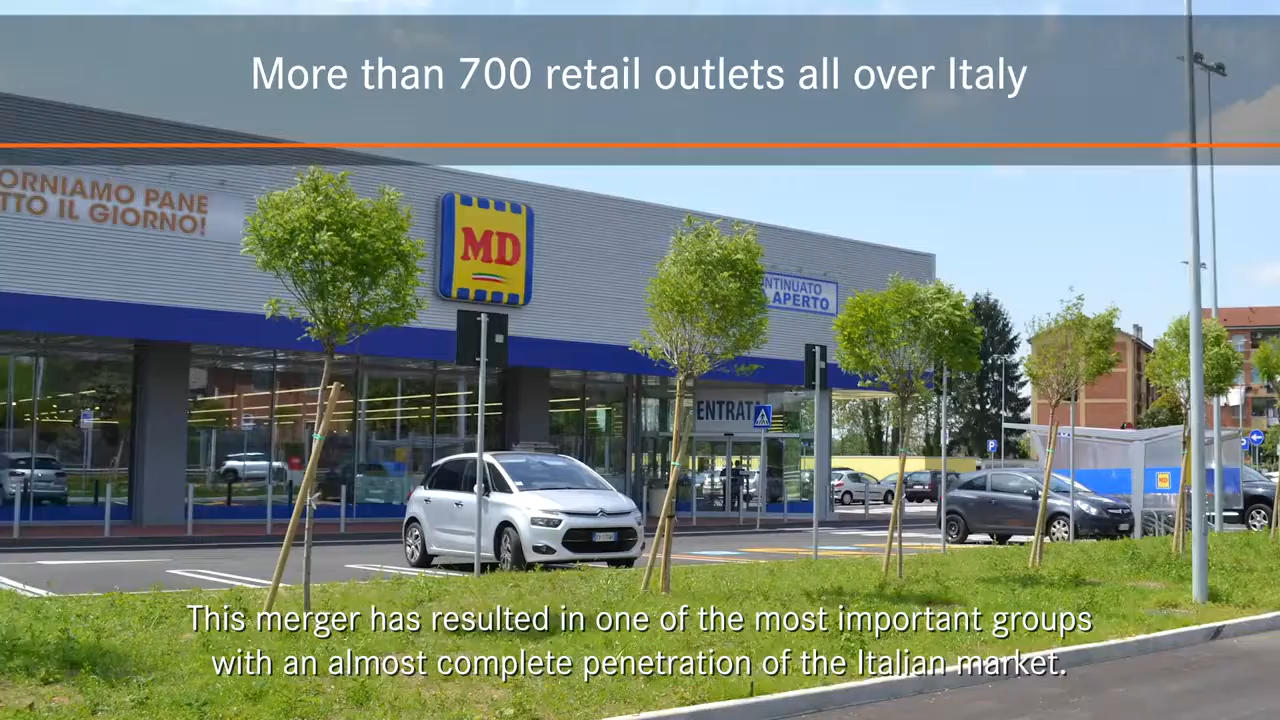 More than 700 retail outlets all over Italy
ORNIAMO PANE
TTO IL GIORNO!
MD
NTINUATO
APERTO
ENTRATA
P
MD
This merger has resulted in one of the most important groups
with an almost complete penetration of the Italian market.